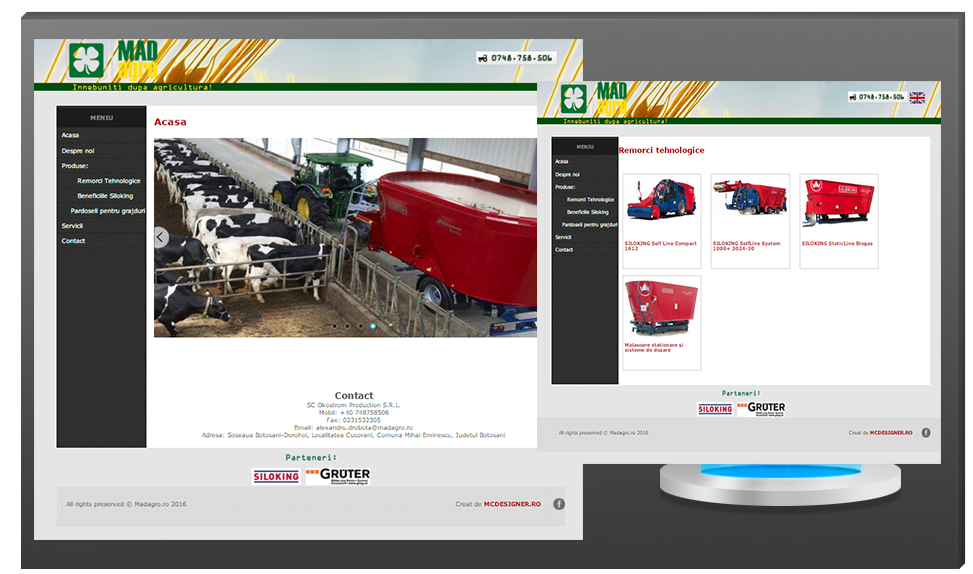 MAD
agro
0748-758-506
Innebuniti dupa agricultura!
MENIU
Acasa
Despre noi
Produse:
Remorci Tehnologice
Beneficiile Siloking
Pardoseli pentru grajduri
Servicii
Contact
Acasa
Contact
SC Okostrom Production S.R.L.
Mobil: +40 748758506
Fax: 0231532305
Email: alexandru.drobota@madagro.ro
Adresa: Soseaua Botosani-Dorohoi, Localitatea Cucorani, Comuna Mihai Eminescu, Judetul Botosani
Parteneri:
SILOKING
GRÜTER
All rights preserved © Madagro.ro 2016
Creat de MCDESIGNER.RO
MAD
agro
0748-758-506
Innebuniti dupa agricultura!
MENIU
Acasa
Despre noi
Produse:
Remorci Tehnologice
Beneficiile Siloking
Pardoseli pentru grajduri
Servicii
Contact
Remorci tehnologice
SILOKING Self Line Compact
1612
SILOKING SelfLine System
1000+ 3024-30
SILOKING
SILOKING StaticLine Biogas
Malaxoare staționare și
sisteme de dozare
Parteneri:
SILOKING
GRÜTER
All rights preserved © Madagro.ro 2016
Creat de MCDESIGNER.RO